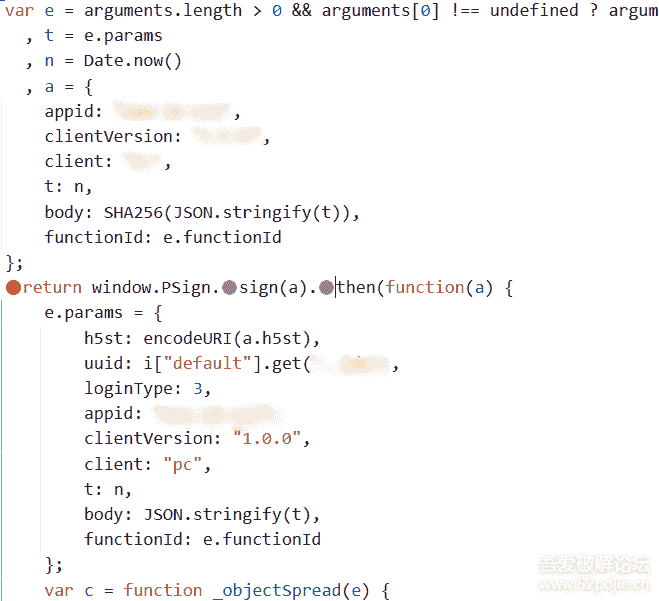 var e = arguments.length > 0 && arguments[0] !== undefined ? argum
, t = e.params
, n = Date.now()
, a = {
appid: ,
clientVersion: ,
client: ,
t: n,
body: SHA256(JSON.stringify(t)),
functionId: e.functionId
};
return window.PSign.sign(a).then(function(a) {
e.params = {
h5st: encodeURI(a.h5st),
uuid: i["default"].get( ,
loginType: 3,
appid:
clientVersion: "1.0.0",
client: "pc",
t: n,
body: JSON.stringify(t),
functionId: e.functionId
};
var c = function _objectSpread(e) {
吾爱破解论坛
www.52pojie.cn